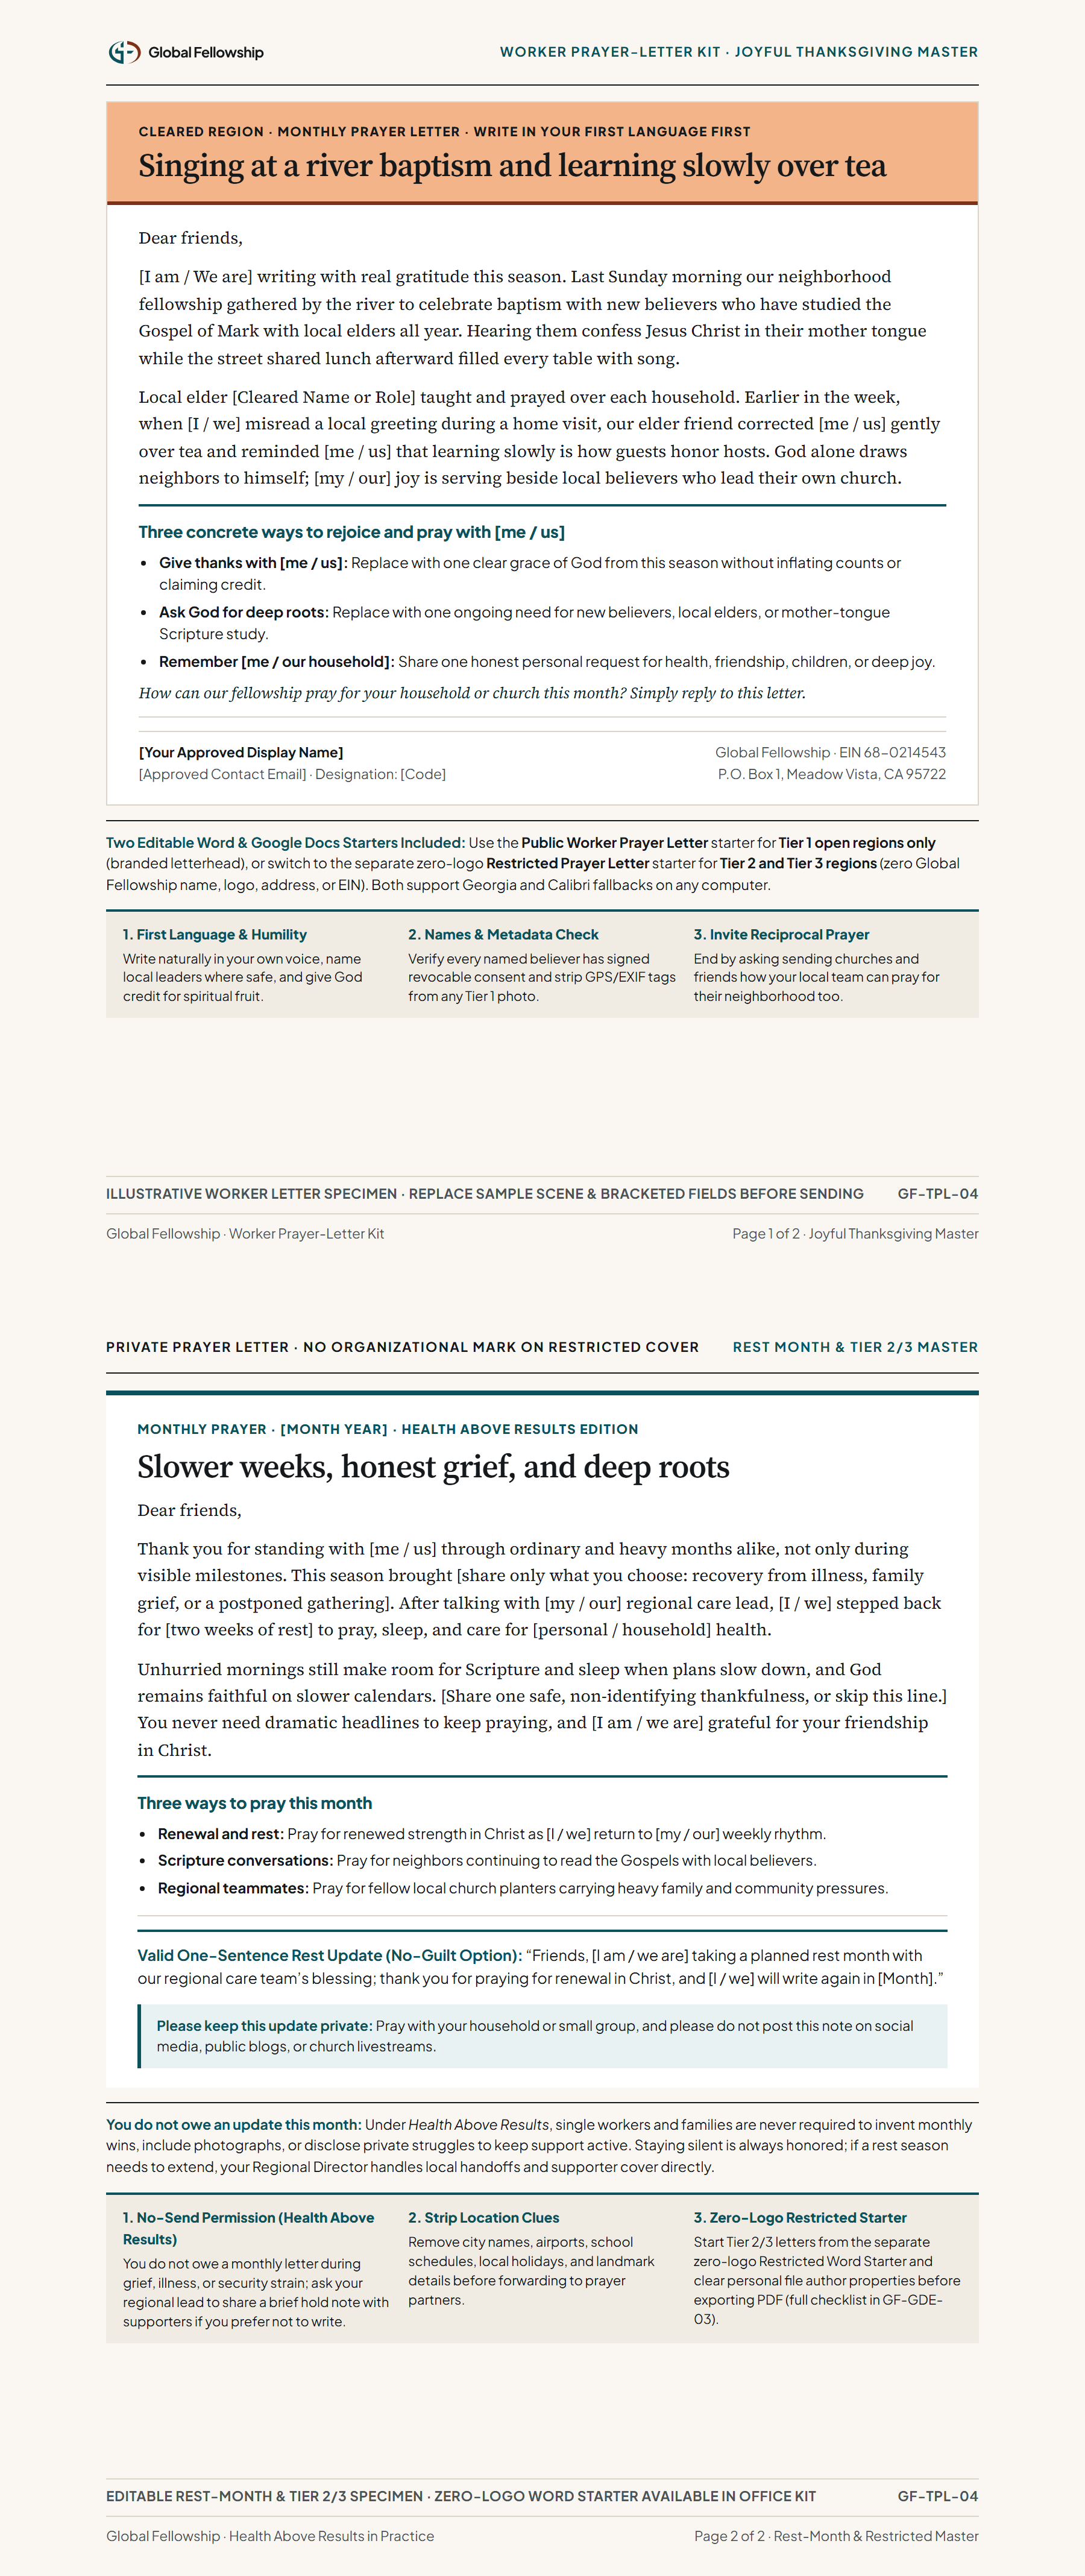 Global Fellowship
WORKER PRAYER-LETTER KIT · JOYFUL THANKSGIVING MASTER
CLEARED REGION · MONTHLY PRAYER LETTER · WRITE IN YOUR FIRST LANGUAGE FIRST
Singing at a river baptism and learning slowly over tea
Dear friends,
[I am / We are] writing with real gratitude this season. Last Sunday morning our neighborhood
fellowship gathered by the river to celebrate baptism with new believers who have studied the
Gospel of Mark with local elders all year. Hearing them confess Jesus Christ in their mother tongue
while the street shared lunch afterward filled every table with song.
Local elder [Cleared Name or Role] taught and prayed over each household. Earlier in the week,
when [I / we] misread a local greeting during a home visit, our elder friend corrected [me / us] gently
over tea and reminded [me / us] that learning slowly is how guests honor hosts. God alone draws
neighbors to himself; [my / our] joy is serving beside local believers who lead their own church.
Three concrete ways to rejoice and pray with [me / us]
• Give thanks with [me / us]: Replace with one clear grace of God from this season without inflating counts or
claiming credit.
• Ask God for deep roots: Replace with one ongoing need for new believers, local elders, or mother-tongue
Scripture study.
• Remember [me / our household]: Share one honest personal request for health, friendship, children, or deep joy.
How can our fellowship pray for your household or church this month? Simply reply to this letter.
[Your Approved Display Name]
[Approved Contact Email] · Designation: [Code]
Global Fellowship · EIN 68-0214543
P.O. Box 1, Meadow Vista, CA 95722
Two Editable Word & Google Docs Starters Included: Use the Public Worker Prayer Letter starter for Tier 1 open regions only
(branded letterhead), or switch to the separate zero-logo Restricted Prayer Letter starter for Tier 2 and Tier 3 regions (zero Global
Fellowship name, logo, address, or EIN). Both support Georgia and Calibri fallbacks on any computer.
1. First Language & Humility
Write naturally in your own voice, name
local leaders where safe, and give God
credit for spiritual fruit.
2. Names & Metadata Check
Verify every named believer has signed
revocable consent and strip GPS/EXIF tags
from any Tier 1 photo.
3. Invite Reciprocal Prayer
End by asking sending churches and
friends how your local team can pray for
their neighborhood too.
ILLUSTRATIVE WORKER LETTER SPECIMEN · REPLACE SAMPLE SCENE & BRACKETED FIELDS BEFORE SENDING
GF-TPL-04
Global Fellowship · Worker Prayer-Letter Kit
Page 1 of 2 · Joyful Thanksgiving Master
PRIVATE PRAYER LETTER · NO ORGANIZATIONAL MARK ON RESTRICTED COVER
REST MONTH & TIER 2/3 MASTER
MONTHLY PRAYER · [MONTH YEAR] · HEALTH ABOVE RESULTS EDITION
Slower weeks, honest grief, and deep roots
Dear friends,
Thank you for standing with [me / us] through ordinary and heavy months alike, not only during
visible milestones. This season brought [share only what you choose: recovery from illness, family
grief, or a postponed gathering]. After talking with [my / our] regional care lead, [I / we] stepped back
for [two weeks of rest] to pray, sleep, and care for [personal / household] health.
Unhurried mornings still make room for Scripture and sleep when plans slow down, and God
remains faithful on slower calendars. [Share one safe, non-identifying thankfulness, or skip this line.]
You never need dramatic headlines to keep praying, and [I am / we are] grateful for your friendship
in Christ.
Three ways to pray this month
• Renewal and rest: Pray for renewed strength in Christ as [I / we] return to [my / our] weekly rhythm.
• Scripture conversations: Pray for neighbors continuing to read the Gospels with local believers.
• Regional teammates: Pray for fellow local church planters carrying heavy family and community pressures.
Valid One-Sentence Rest Update (No-Guilt Option): “Friends, [I am / we are] taking a planned rest month with
our regional care team’s blessing; thank you for praying for renewal in Christ, and [I / we] will write again in [Month].”
Please keep this update private: Pray with your household or small group, and please do not post this note on social
media, public blogs, or church livestreams.
You do not owe an update this month: Under Health Above Results, single workers and families are never required to invent monthly
wins, include photographs, or disclose private struggles to keep support active. Staying silent is always honored; if a rest season
needs to extend, your Regional Director handles local handoffs and supporter cover directly.
1. No-Send Permission (Health Above
Results)
You do not owe a monthly letter during
grief, illness, or security strain; ask your
regional lead to share a brief hold note with
supporters if you prefer not to write.
2. Strip Location Clues
Remove city names, airports, school
schedules, local holidays, and landmark
details before forwarding to prayer
partners.
3. Zero-Logo Restricted Starter
Start Tier 2/3 letters from the separate
zero-logo Restricted Word Starter and
clear personal file author properties before
exporting PDF (full checklist in GF-GDE-
03).
EDITABLE REST-MONTH & TIER 2/3 SPECIMEN · ZERO-LOGO WORD STARTER AVAILABLE IN OFFICE KIT
GF-TPL-04
Global Fellowship · Health Above Results in Practice
Page 2 of 2 · Rest-Month & Restricted Master